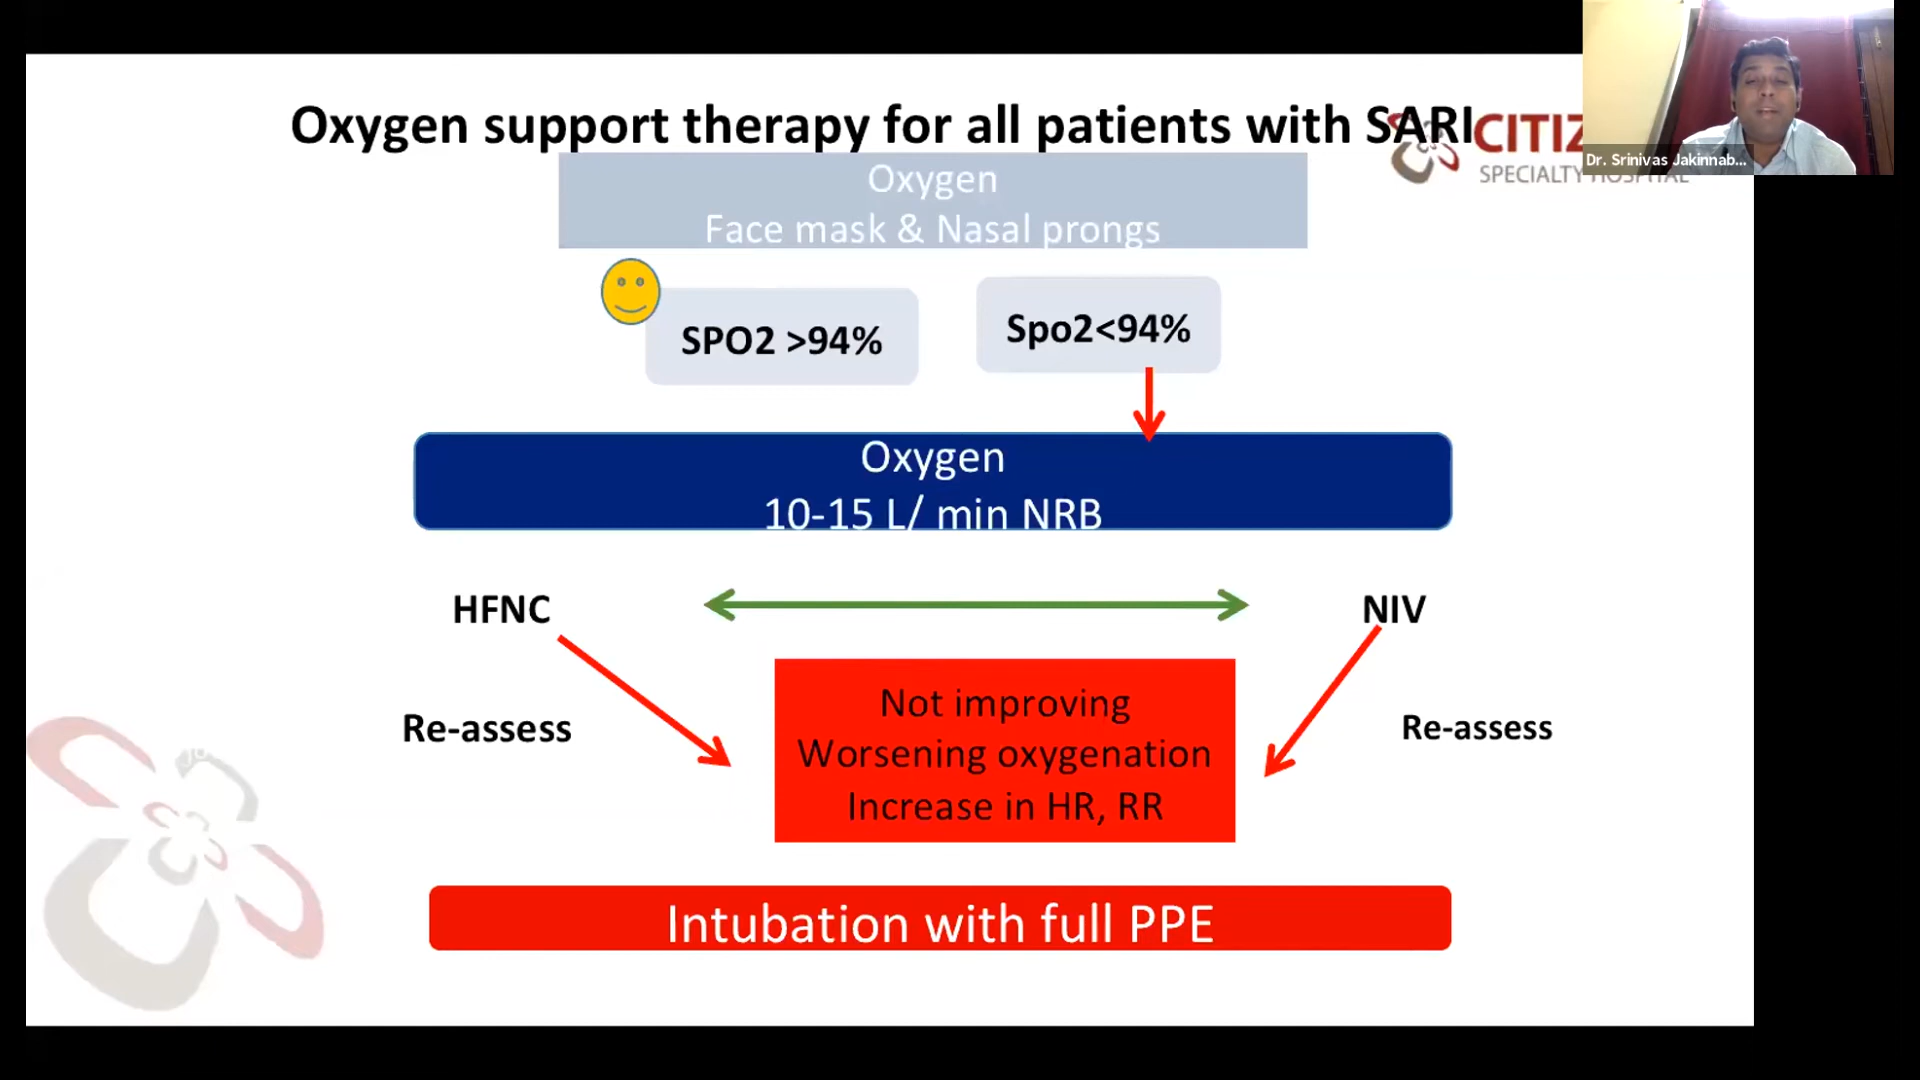 Oxygen support therapy for all patients with SARI
CITIZ
SPECIALTY HOSPITAL
Dr. Srinivas Jakinnab...
Oxygen
Face mask & Nasal prongs
SPO2 >94%
Spo2<94%
Oxygen
10-15 L/ min NRB
HFNC
NIV
Re-assess
Not improving
Worsening oxygenation
Increase in HR, RR
Re-assess
Intubation with full PPE